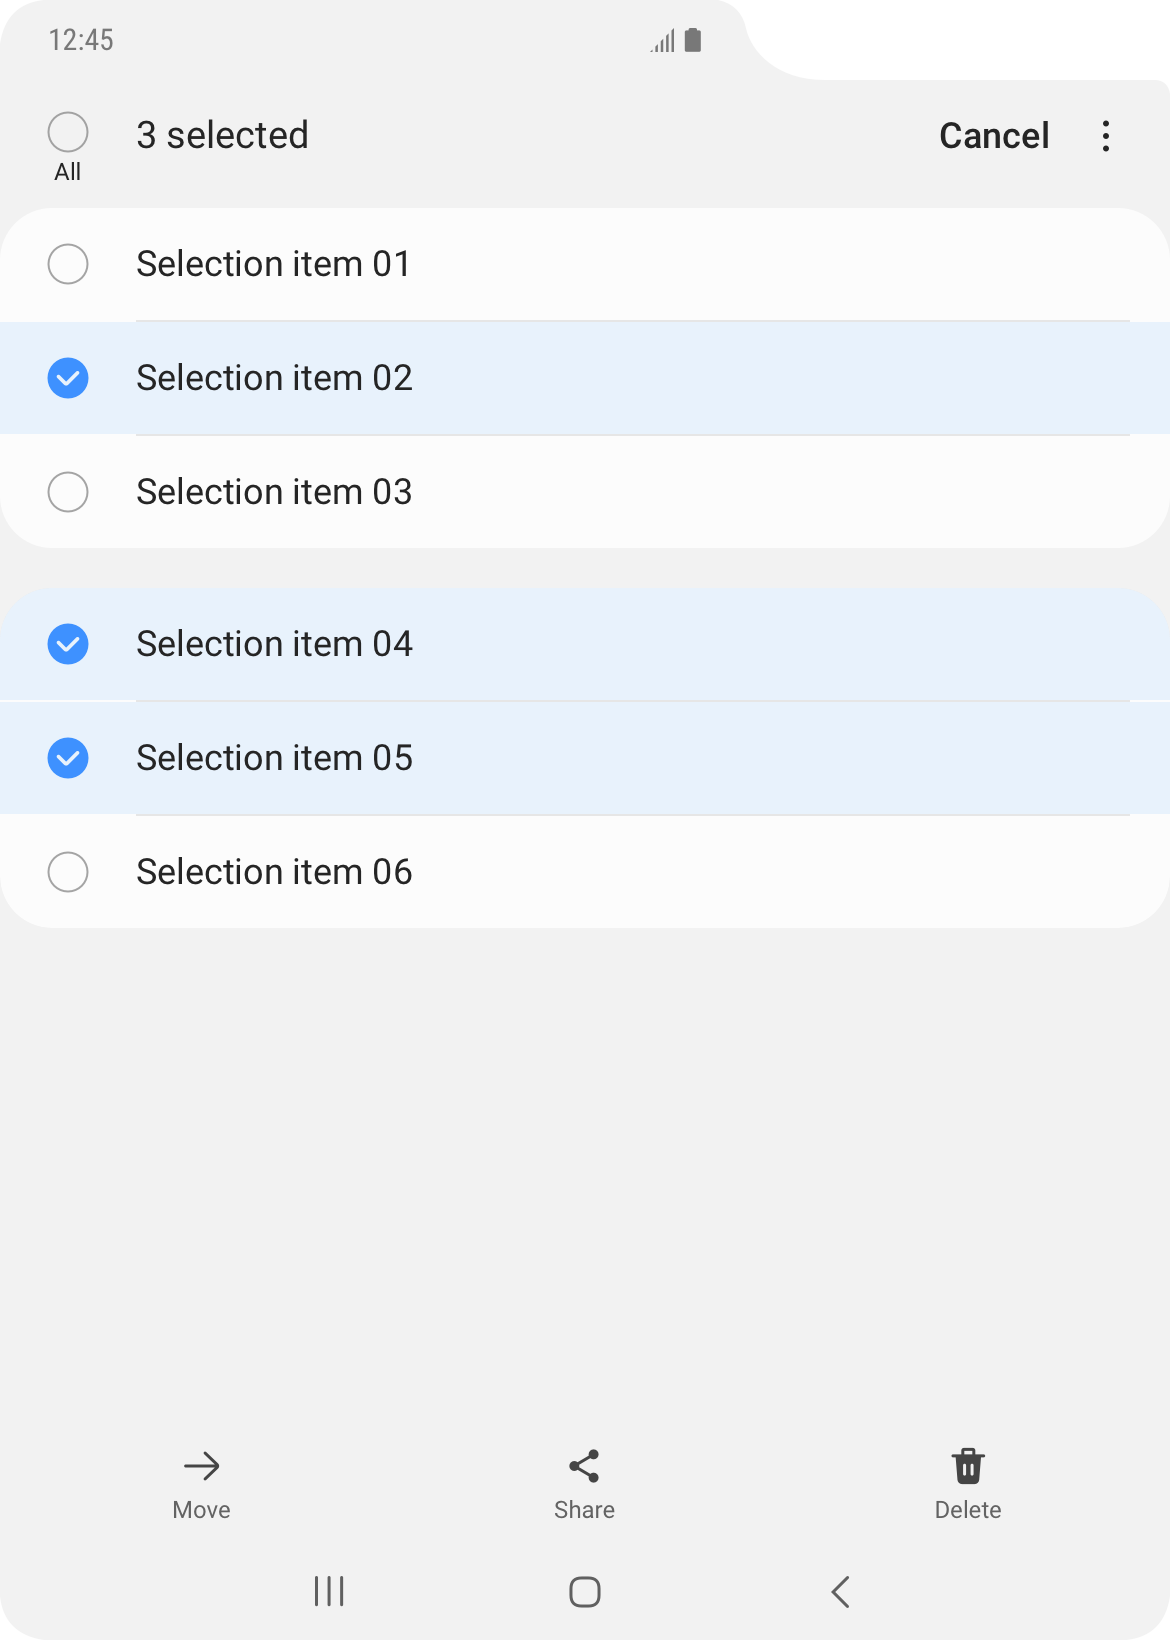 12:45
3 selected
Cancel
All
Selection item 01
Selection item 02
Selection item 03
Selection item 04
Selection item 05
Selection item 06
Move
Share
Delete